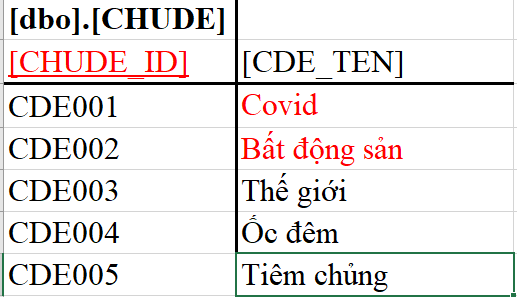 [dbo].[CHUDE]
[CHUDE_ID] [CDE_TEN]
CDE001 Covid
CDE002 Bất động sản
CDE003 Thế giới
CDE004 Ốc đêm
CDE005 Tiêm chủng